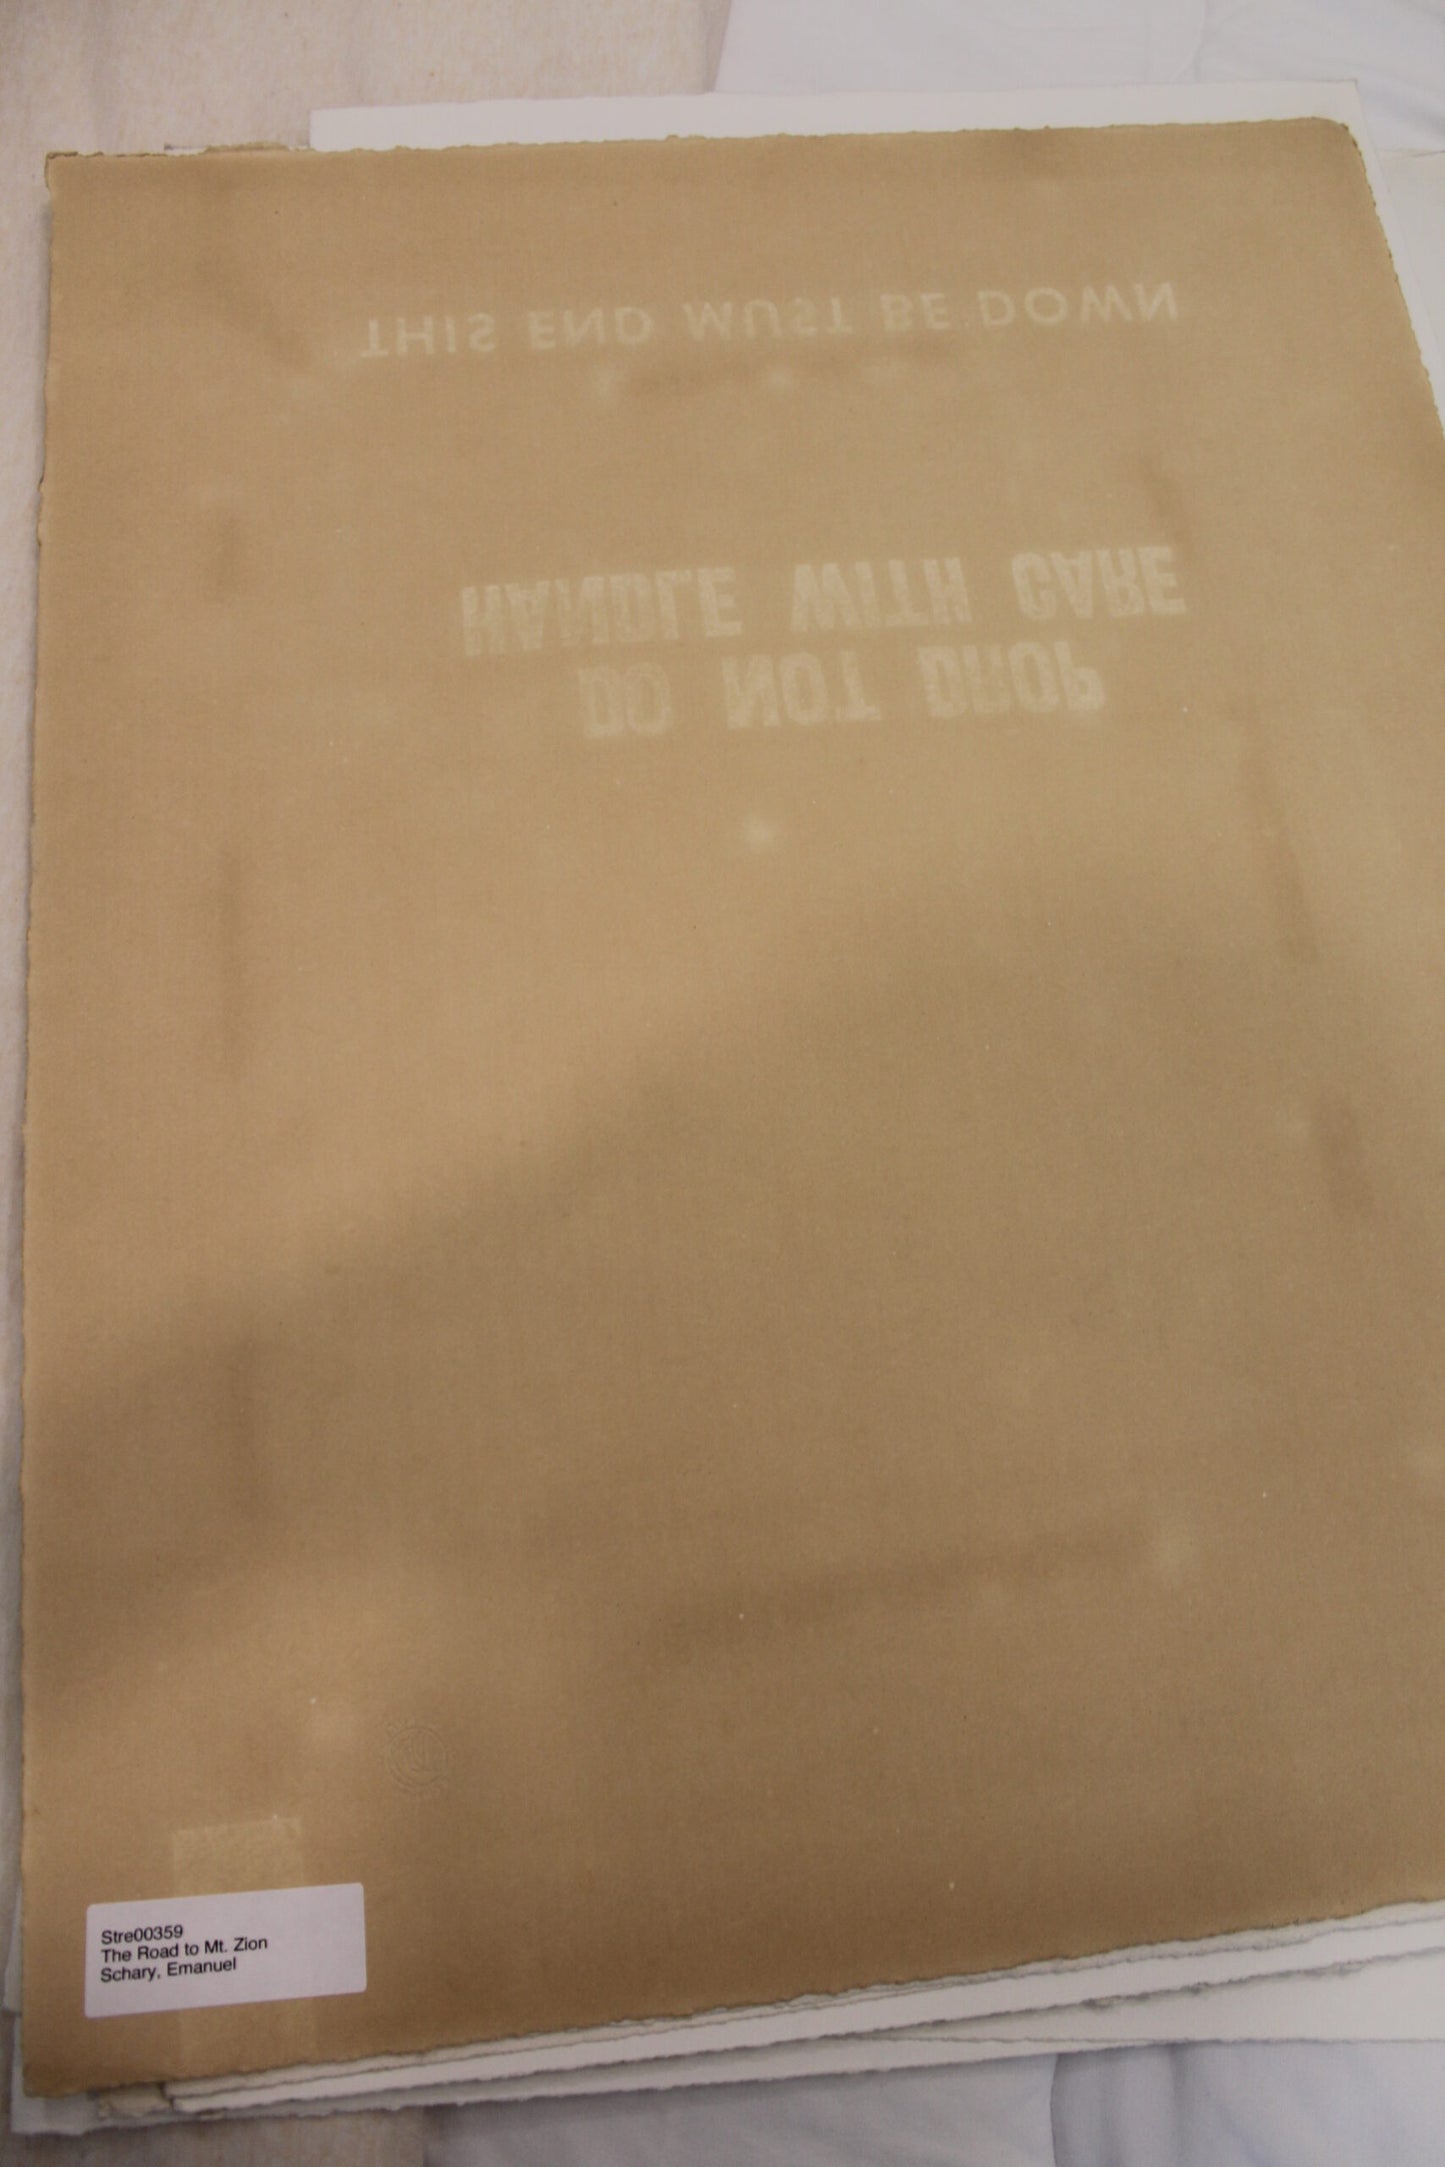 THIS END MUST BE DOWN
HANDLE WITH CARE
DO NOT DROP
Stre00359
The Road to Mt. Zion
Schary, Emanuel